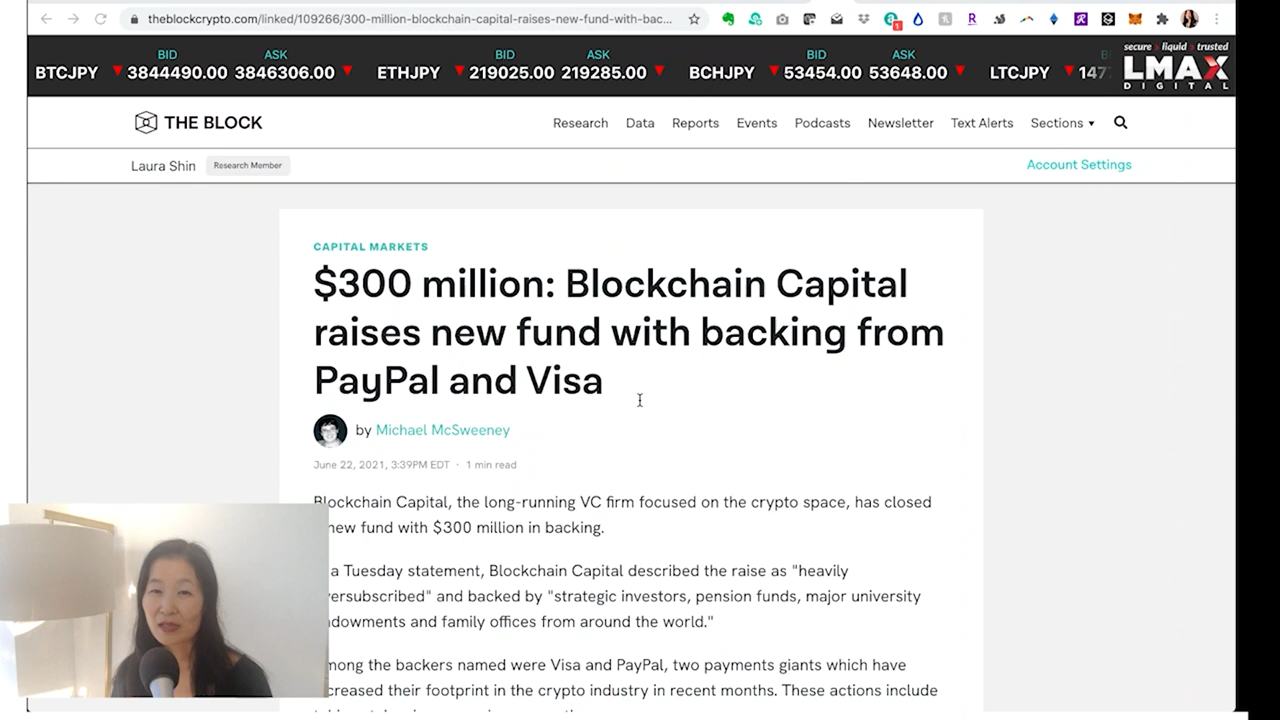 theblockcrypto.com/linked/109266/300-million-blockchain-capital-raises-new-fund-with-bac...
BID ASK BID ASK BID ASK
BTCJPY 3844490.00 3846306.00 ETHJPY 219025.00 219285.00 BCHJPY 53454.00 53648.00 LTCJPY 147
secure liquid trusted
LMAX
DIGITAL
THE BLOCK
Research Data Reports Events Podcasts Newsletter Text Alerts Sections
Laura Shin Research Member Account Settings
CAPITAL MARKETS
$300 million: Blockchain Capital
raises new fund with backing from
PayPal and Visa
by Michael McSweeney
June 22, 2021, 3:39PM EDT · 1 min read
Blockchain Capital, the long-running VC firm focused on the crypto space, has closed
new fund with $300 million in backing.
a Tuesday statement, Blockchain Capital described the raise as "heavily
versubscribed" and backed by "strategic investors, pension funds, major university
ndowments and family offices from around the world."
mong the backers named were Visa and PayPal, two payments giants which have
creased their footprint in the crypto industry in recent months. These actions include